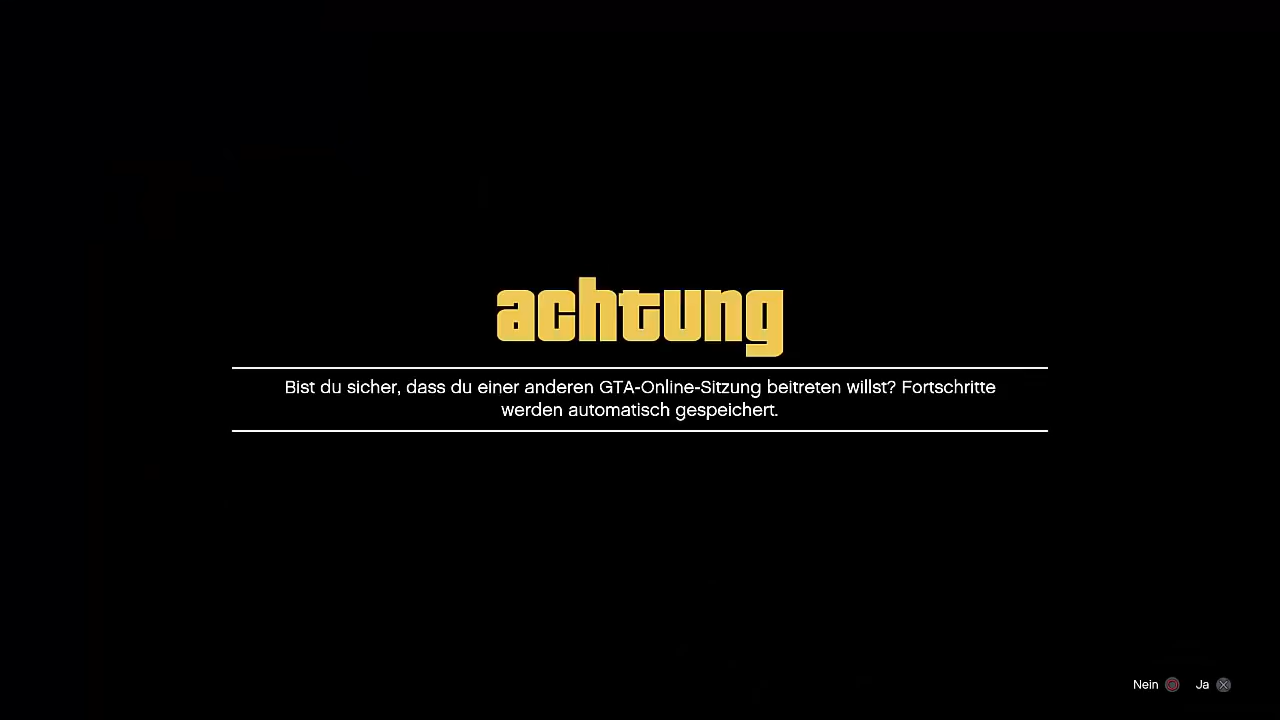 achtung
Bist du sicher, dass du einer anderen GTA-Online-Sitzung beitreten willst? Fortschritte
werden automatisch gespeichert.
Nein Ja